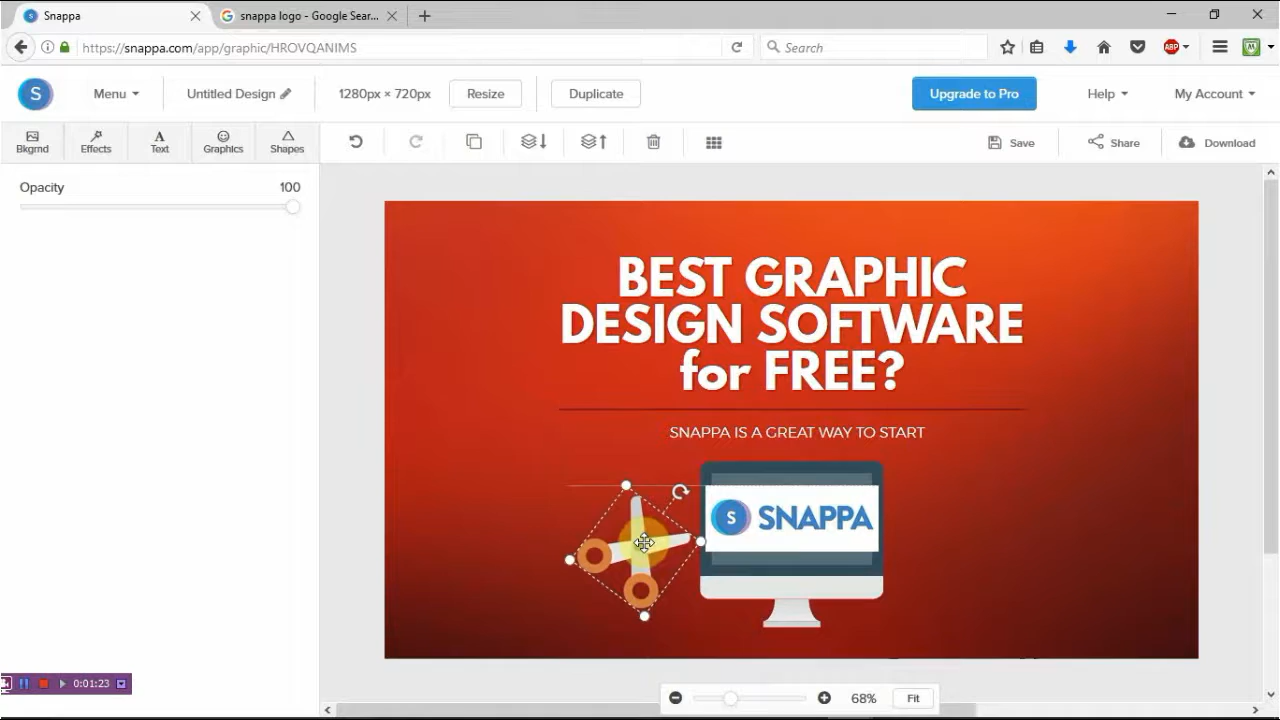 Snappa
snappa logo - Google Sear...
https://snappa.com/app/graphic/HROVQANIMS
Search
ABP
S
Menu
Untitled Design
1280px × 720px
Resize
Duplicate
Upgrade to Pro
Help
My Account
Bkgrnd
Effects
A
Text
Graphics
Shapes
Save
Share
Download
Opacity
100
BEST GRAPHIC
DESIGN SOFTWARE
for FREE?
SNAPPA IS A GREAT WAY TO START
S SNAPPA
0:01:23
68%
Fit